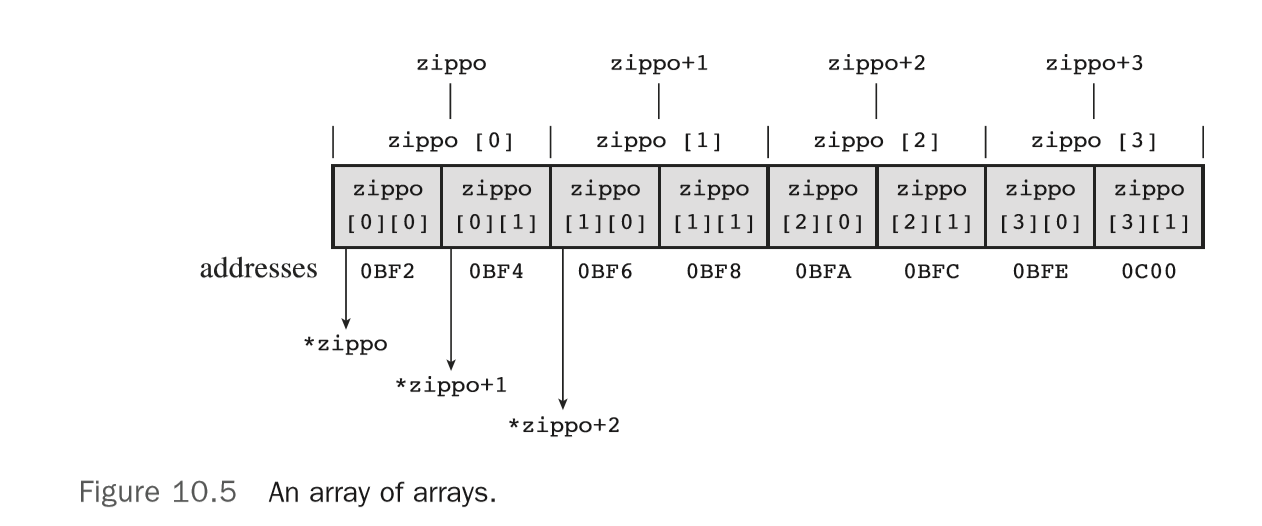 zippo zippo+1 zippo+2 zippo+3
zippo [0] zippo [1] zippo [2] zippo [3]
zippo zippo zippo zippo zippo zippo zippo zippo
[0][0] [0][1] [1][0] [1][1] [2][0] [2][1] [3][0] [3][1]
addresses 0BF2 0BF4 0BF6 0BF8 0BFA 0BFC 0BFE 0C00
*zippo
*zippo+1
*zippo+2
Figure 10.5 An array of arrays.